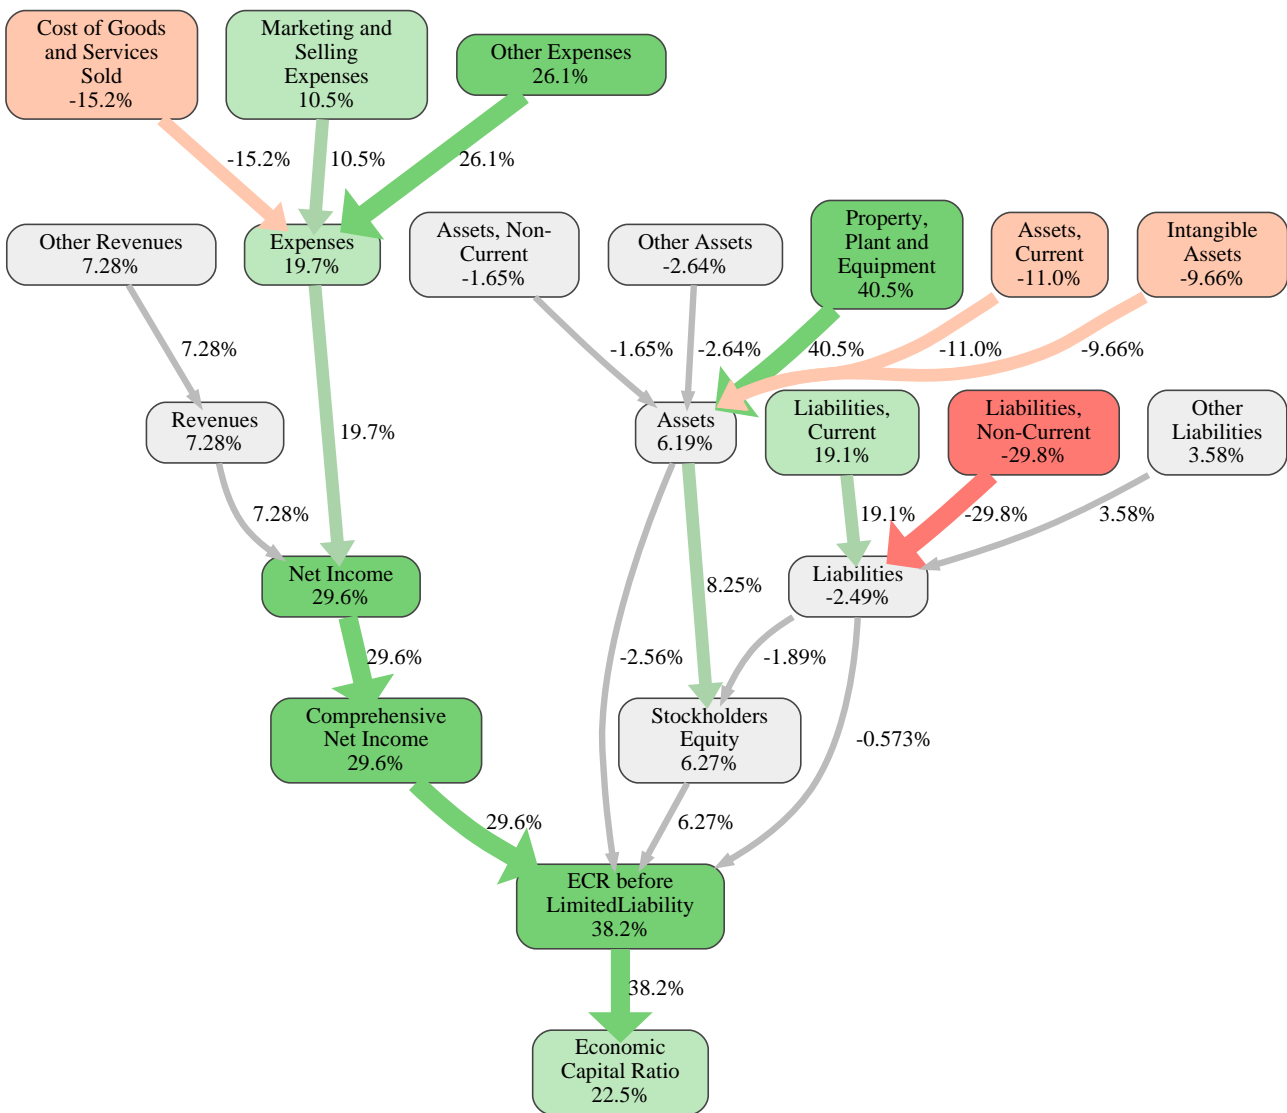 Cost of Goods
and Services
Sold
-15.2%
Marketing and
Selling
Expenses
10.5%
Other Expenses
26.1%
-15.2%
10.5%
26.1%
Other Revenues
7.28%
Expenses
19.7%
Assets, Non-
Current
-1.65%
Other Assets
-2.64%
Property,
Plant and
Equipment
40.5%
Assets,
Current
-11.0%
Intangible
Assets
-9.66%
7.28%
-1.65%
-2.64%
40.5%
-11.0%
-9.66%
Revenues
7.28%
19.7%
Assets
6.19%
Liabilities,
Current
19.1%
Liabilities,
Non-Current
-29.8%
Other
Liabilities
3.58%
7.28%
19.1%
-29.8%
3.58%
Net Income
29.6%
8.25%
Liabilities
-2.49%
29.6%
-2.56%
-1.89%
Comprehensive
Net Income
29.6%
Stockholders
Equity
6.27%
-0.573%
29.6%
6.27%
ECR before
LimitedLiability
38.2%
38.2%
Economic
Capital Ratio
22.5%